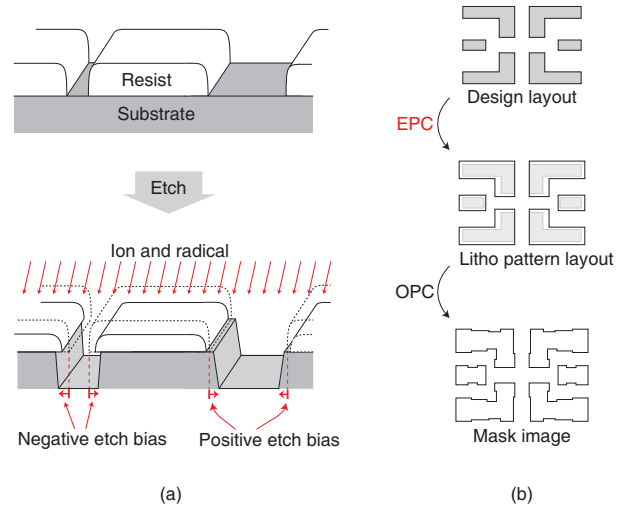 Resist
Substrate
Etch
Ion and radical
Negative etch bias
Positive etch bias
(a)
Design layout
EPC
Litho pattern layout
OPC
Mask image
(b)